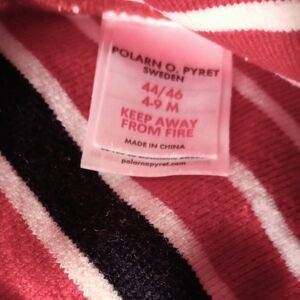 POLARN O. PYRET
SWEDEN
44/46
4-9 M
KEEP AWAY
FROM FIRE
MADE IN CHINA
polarnopyret.com